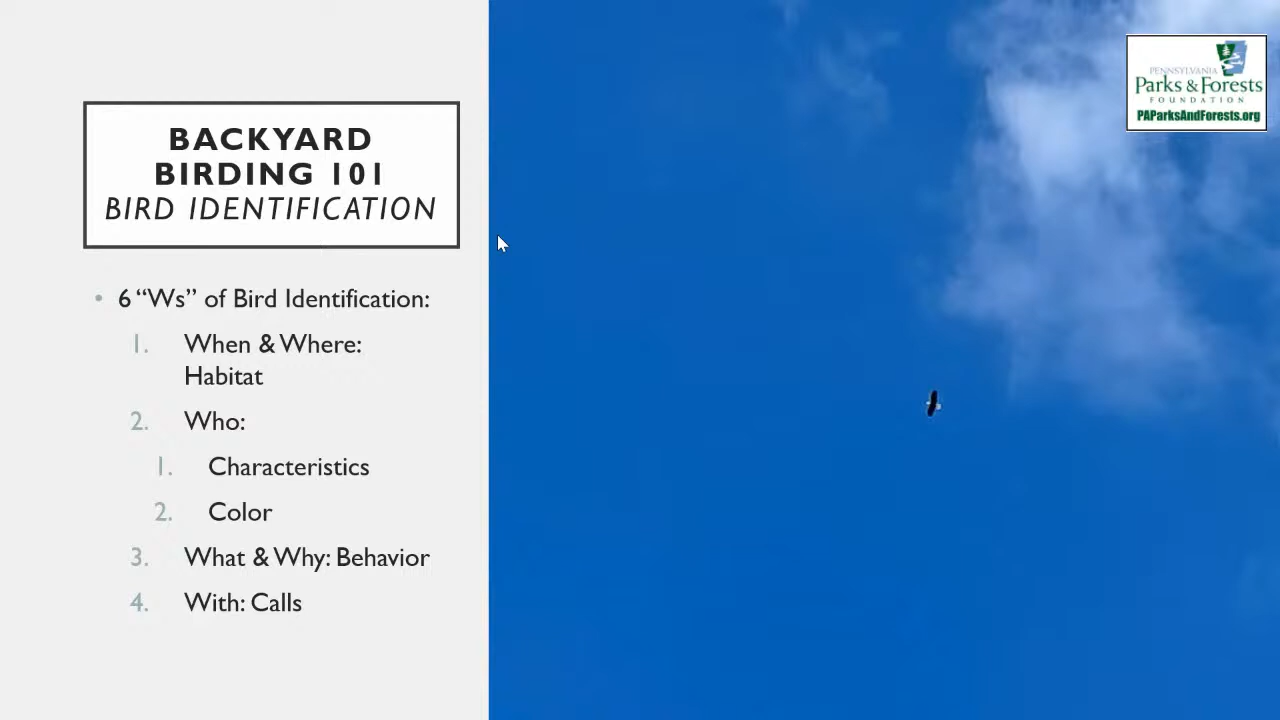 BACKYARD
BIRDING 101
BIRD IDENTIFICATION
• 6 “Ws” of Bird Identification:
1. When & Where:
Habitat
2. Who:
1. Characteristics
2. Color
3. What & Why: Behavior
4. With: Calls
PENNSYLVANIA
Parks & Forests
FOUNDATION
PAParksAndForests.org